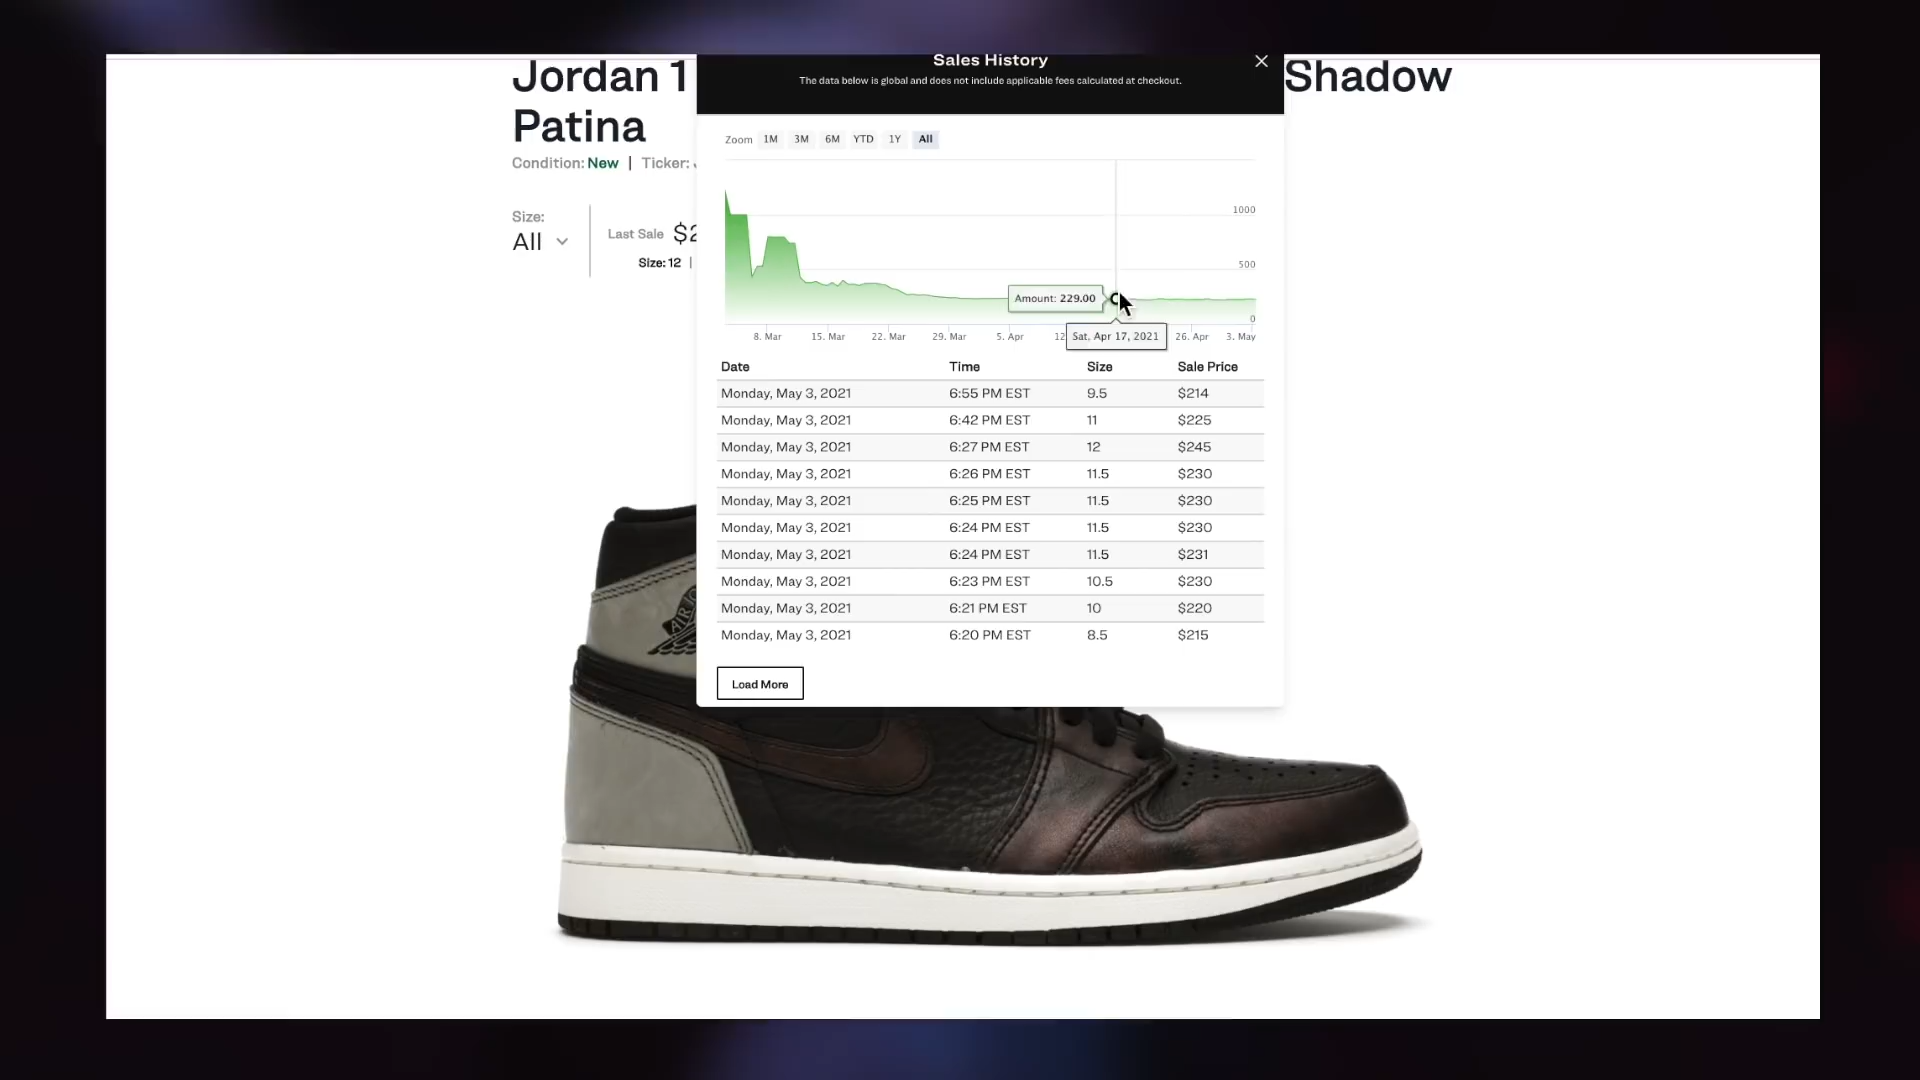 Sales History
The data below is global and does not include applicable fees calculated at checkout.
Jordan 1 Shadow
Patina
Condition: New | Ticker:
Size:
All
Last Sale $2
Size: 12 |
Zoom 1M 3M 6M YTD 1Y All
1000
500
0
Amount: 229.00
8. Mar 15. Mar 22. Mar 29. Mar 5. Apr 12 26. Apr 3. May
Sat, Apr 17, 2021
Date Time Size Sale Price
Monday, May 3, 2021 6:55 PM EST 9.5 $214
Monday, May 3, 2021 6:42 PM EST 11 $225
Monday, May 3, 2021 6:27 PM EST 12 $245
Monday, May 3, 2021 6:26 PM EST 11.5 $230
Monday, May 3, 2021 6:25 PM EST 11.5 $230
Monday, May 3, 2021 6:24 PM EST 11.5 $230
Monday, May 3, 2021 6:24 PM EST 11.5 $231
Monday, May 3, 2021 6:23 PM EST 10.5 $230
Monday, May 3, 2021 6:21 PM EST 10 $220
Monday, May 3, 2021 6:20 PM EST 8.5 $215
Load More
AIR JO